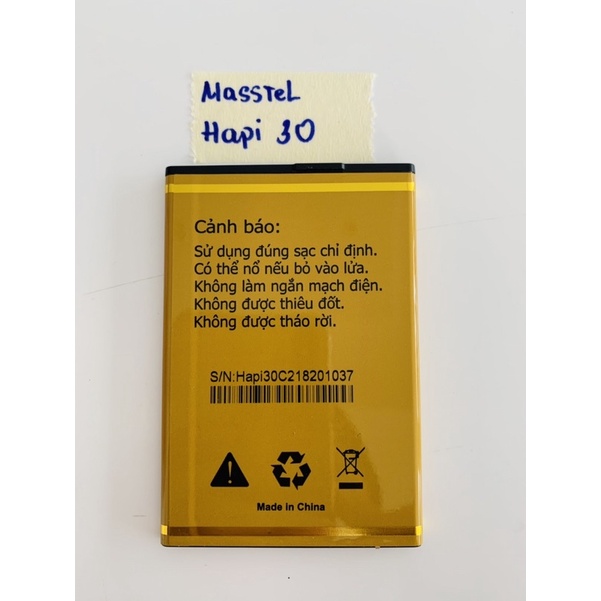 Masstel
Hapi 30
Cảnh báo:
Sử dụng đúng sạc chỉ định.
Có thể nổ nếu bỏ vào lửa.
Không làm ngắn mạch điện.
Không được thiêu đốt.
Không được tháo rời.
S/N:Hapi30C218201037
Made in China